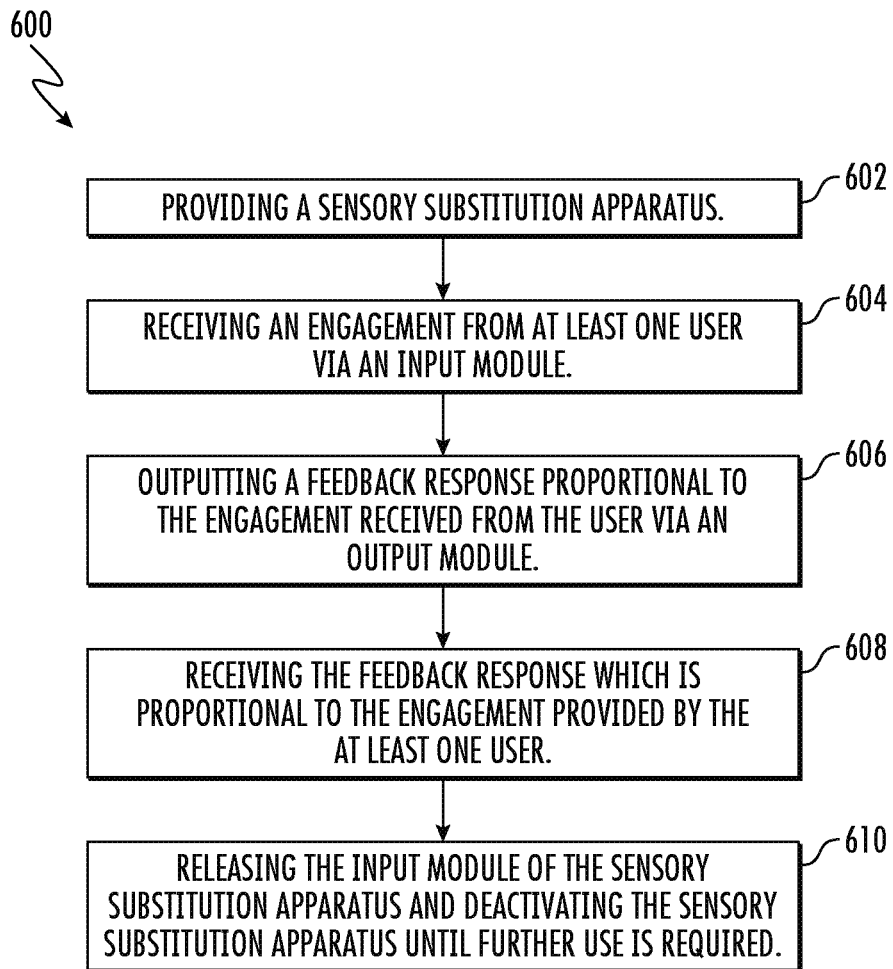 600
PROVIDING A SENSORY SUBSTITUTION APPARATUS.
602
RECEIVING AN ENGAGEMENT FROM AT LEAST ONE USER
VIA AN INPUT MODULE.
604
OUTPUTTING A FEEDBACK RESPONSE PROPORTIONAL TO
THE ENGAGEMENT RECEIVED FROM THE USER VIA AN
OUTPUT MODULE.
606
RECEIVING THE FEEDBACK RESPONSE WHICH IS
PROPORTIONAL TO THE ENGAGEMENT PROVIDED BY THE
AT LEAST ONE USER.
608
RELEASING THE INPUT MODULE OF THE SENSORY
SUBSTITUTION APPARATUS AND DEACTIVATING THE SENSORY
SUBSTITUTION APPARATUS UNTIL FURTHER USE IS REQUIRED.
610